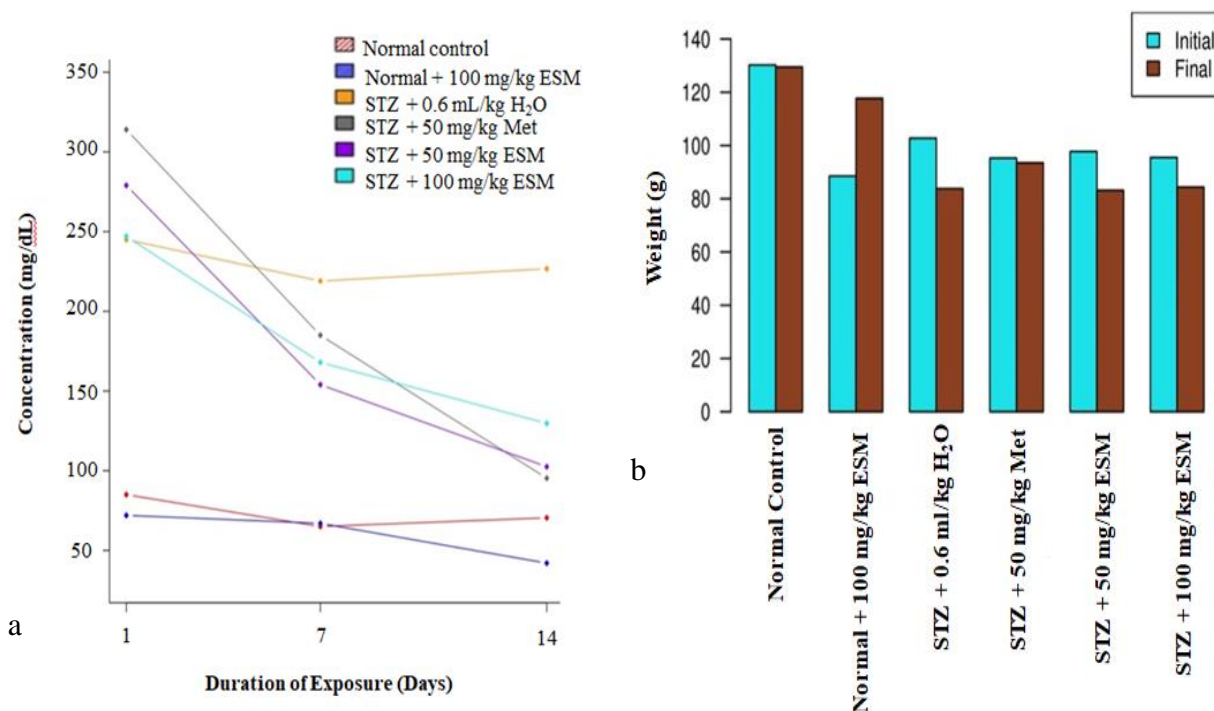 Normal control
Normal + 100 mg/kg ESM
STZ + 0.6 mL/kg H₂O
STZ + 50 mg/kg Met
STZ + 50 mg/kg ESM
STZ + 100 mg/kg ESM
350
300
250
200
150
100
50
Concentration (mg/dL)
1
7
14
Duration of Exposure (Days)
a
Initial
Final
140
120
100
80
60
40
20
0
Weight (g)
Normal Control
Normal + 100 mg/kg ESM
STZ + 0.6 ml/kg H₂O
STZ + 50 mg/kg Met
STZ + 50 mg/kg ESM
STZ + 100 mg/kg ESM
b